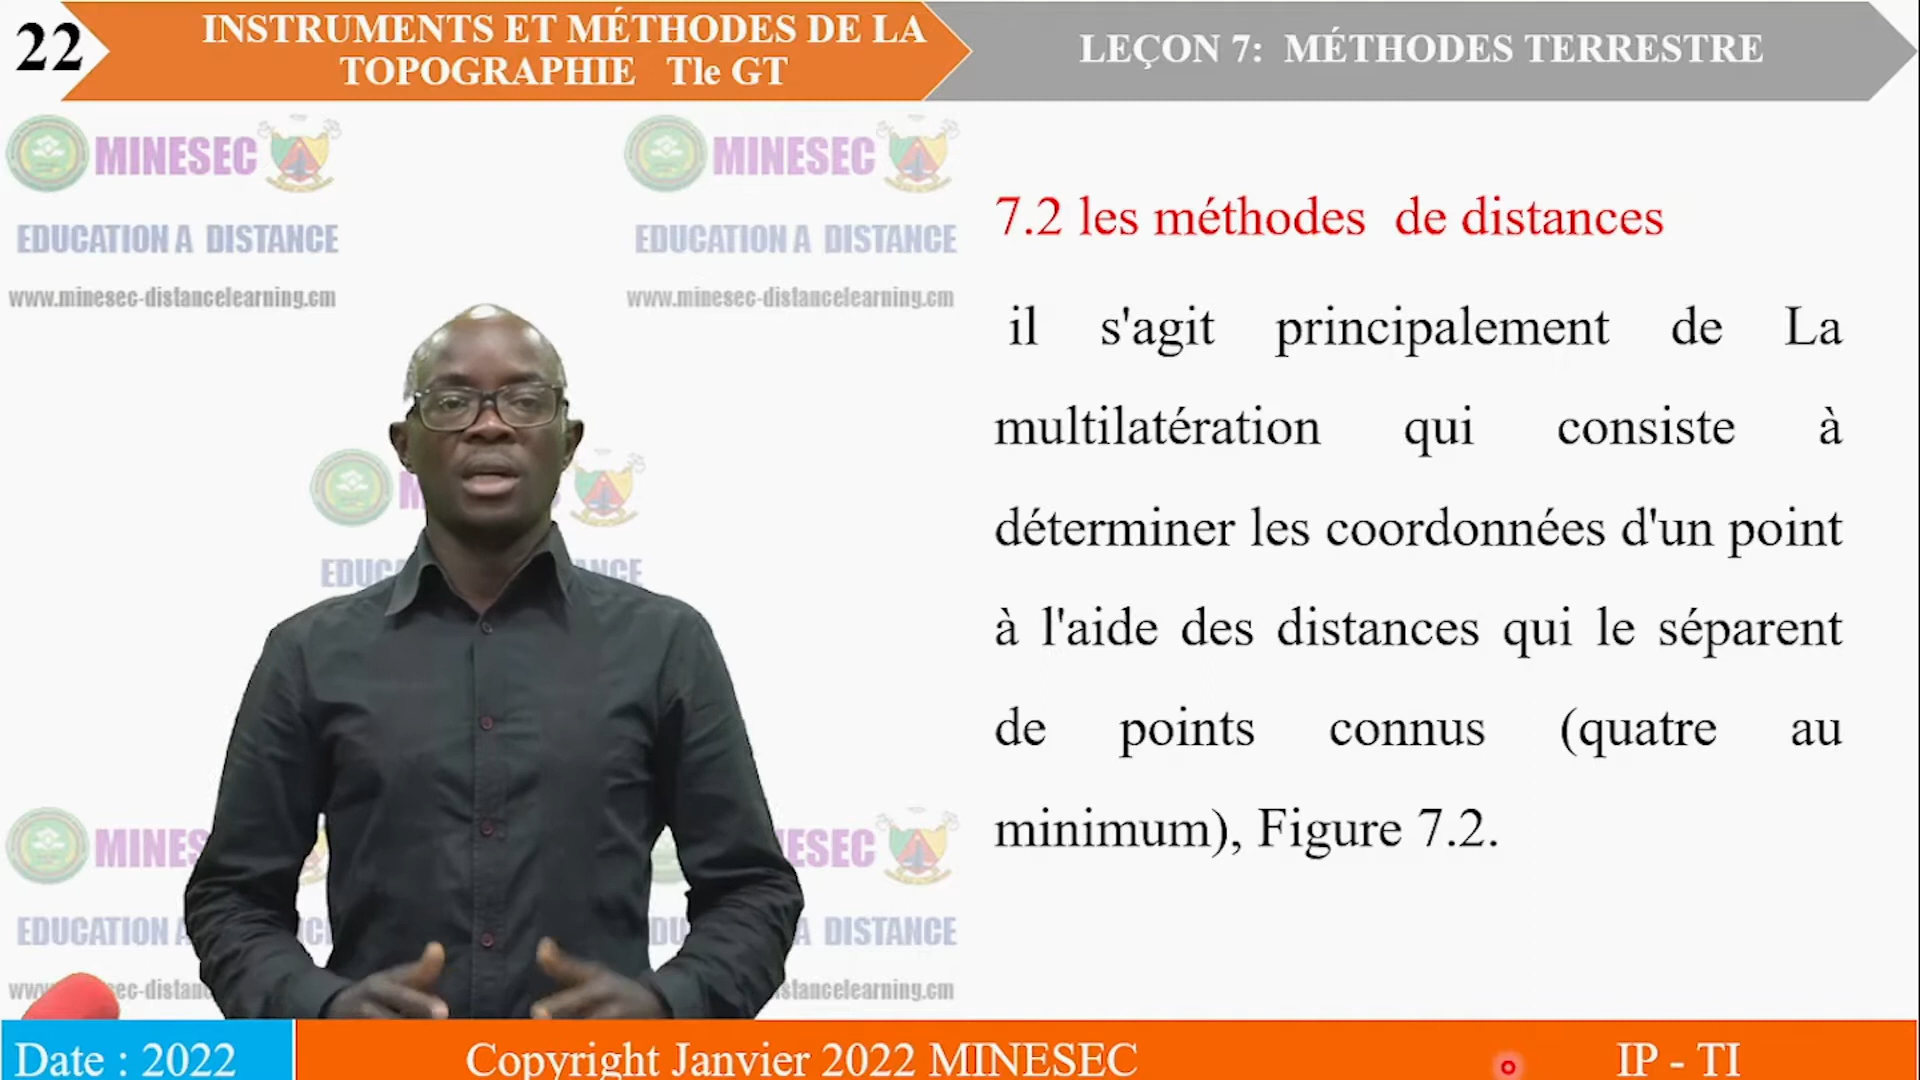 22
INSTRUMENTS ET MÉTHODES DE LA
TOPOGRAPHIE Tle GT
LEÇON 7: MÉTHODES TERRESTRE
MINESEC
EDUCATION A DISTANCE
www.minesec-distancelearning.cm
MINESEC
EDUCATION A DISTANCE
www.minesec-distancelearning.cm
7.2 les méthodes de distances
il s'agit principalement de La
multilatération qui consiste à
déterminer les coordonnées d'un point
à l'aide des distances qui le séparent
de points connus (quatre au
minimum), Figure 7.2.
Date : 2022
Copyright Janvier 2022 MINESEC
IP - TI